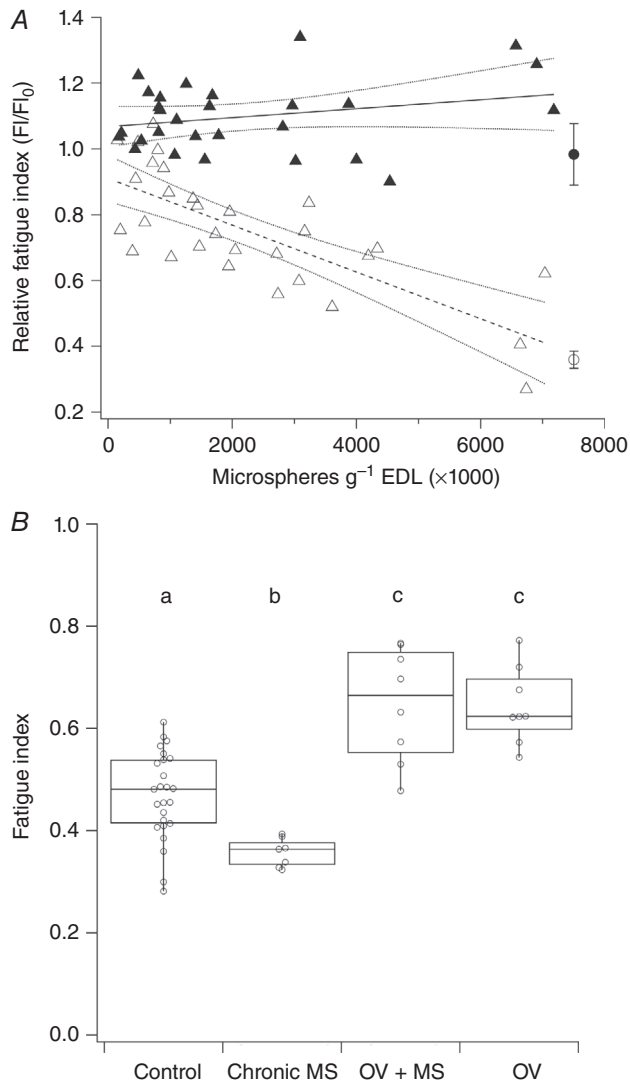 A
1.4
1.2
1.0
0.8
0.6
0.4
0.2
Relative fatigue index (FI/FI₀)
0 2000 4000 6000 8000
Microspheres g⁻¹ EDL (×1000)
B
1.0
0.8
0.6
0.4
0.2
0.0
Fatigue index
a b c c
Control Chronic MS OV + MS OV